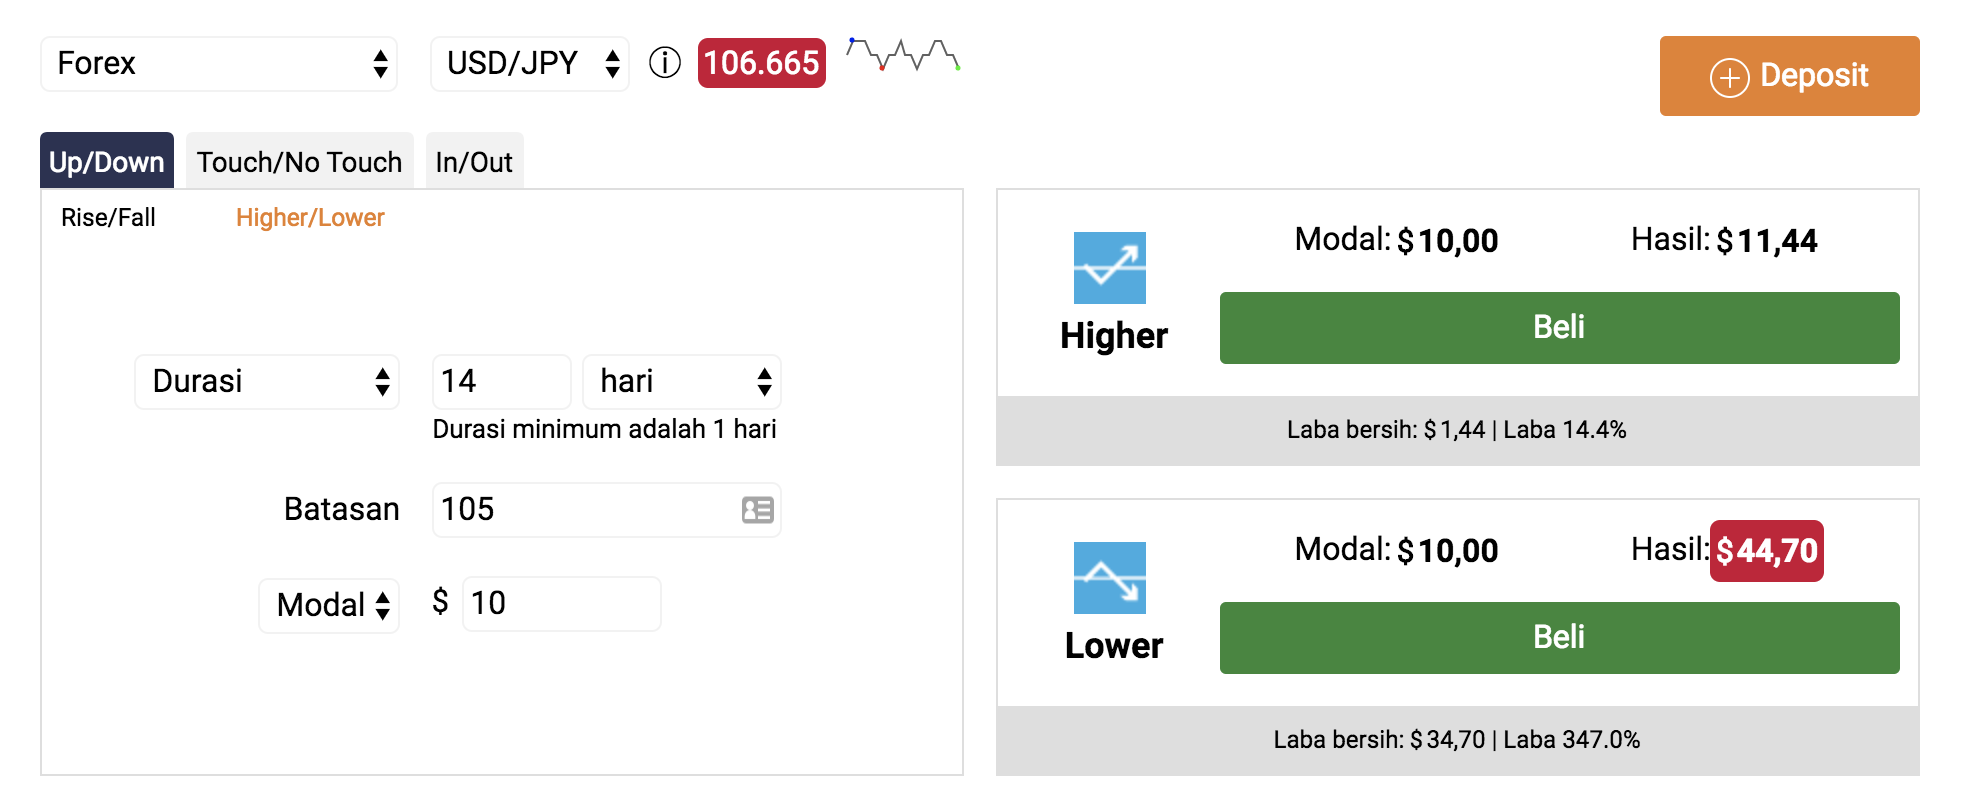 Forex USD/JPY 106.665
Deposit
Up/Down Touch/No Touch In/Out
Rise/Fall Higher/Lower
Durasi 14 hari
Durasi minimum adalah 1 hari
Batasan 105
Modal $ 10
Modal: $ 10,00 Hasil: $ 11,44
Higher
Beli
Laba bersih: $ 1,44 | Laba 14.4%
Modal: $ 10,00 Hasil: $ 44,70
Lower
Beli
Laba bersih: $ 34,70 | Laba 347.0%